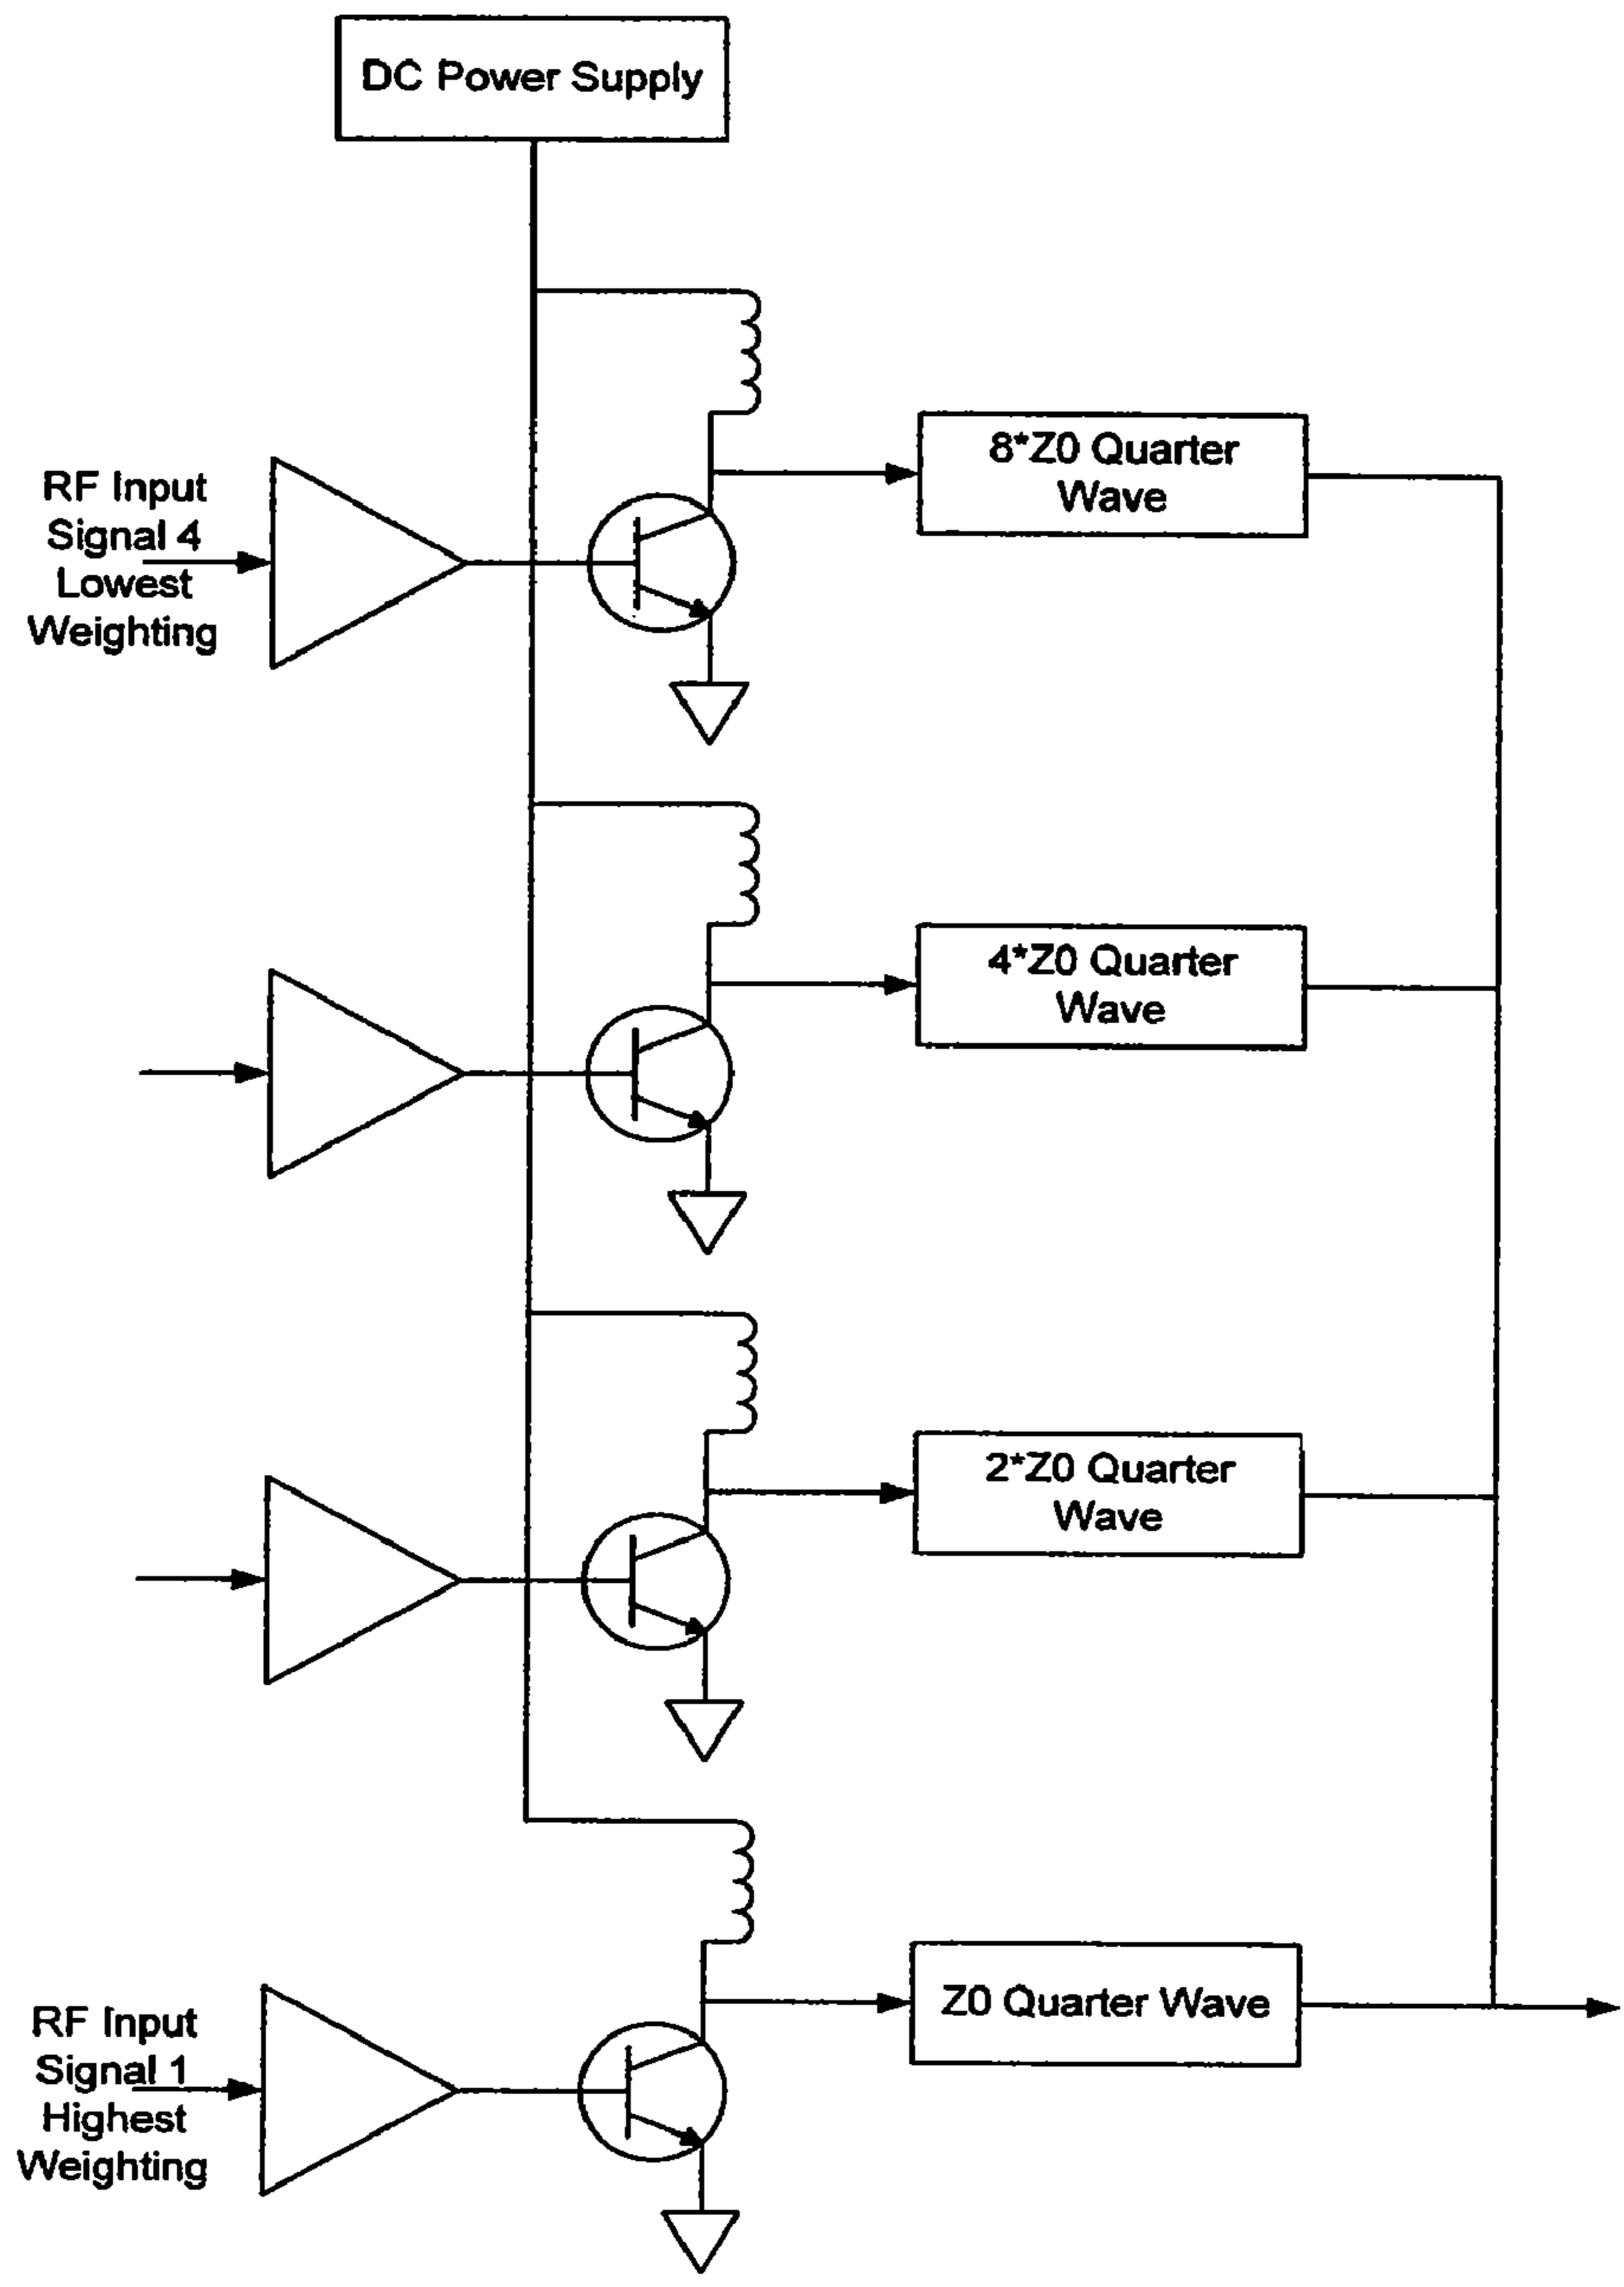 DC Power Supply
RF Input
Signal 4
Lowest
Weighting
8*Z0 Quarter
Wave
4*Z0 Quarter
Wave
2*Z0 Quarter
Wave
RF Input
Signal 1
Highest
Weighting
Z0 Quarter Wave